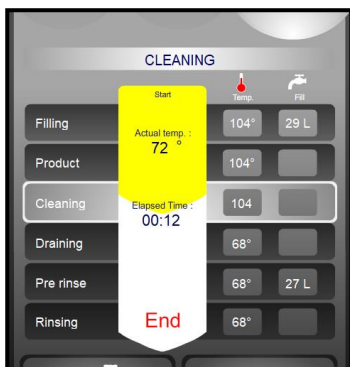 CLEANING
Start
Temp. Fill
Filling 104° 29 L
Actual temp. :
72 °
Product 104°
Cleaning 104
Elapsed Time :
00:12
Draining 68°
Pre rinse 68° 27 L
Rinsing End 68°